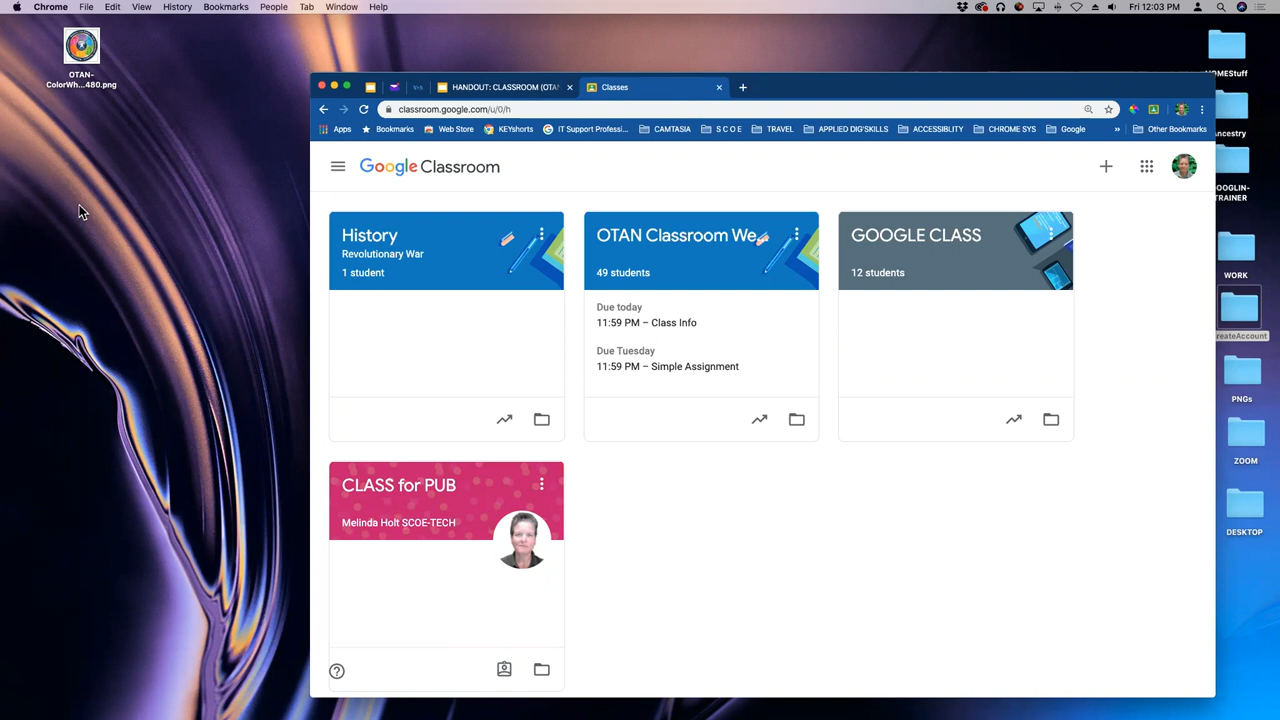 Chrome File Edit View History Bookmarks People Tab Window Help
Fri 12:03 PM
OTAN-
ColorWh...480.png
HANDOUT: CLASSROOM (OTAN
Classes
classroom.google.com/u/0/h
Apps Bookmarks Web Store KEYshorts IT Support Professi... CAMTASIA S C O E TRAVEL APPLIED DIG'SKILLS ACCESSIBLITY CHROME SYS Google » Other Bookmarks
Google Classroom
History
Revolutionary War
1 student
OTAN Classroom We
49 students
Due today
11:59 PM – Class Info
Due Tuesday
11:59 PM – Simple Assignment
GOOGLE CLASS
12 students
CLASS for PUB
Melinda Holt SCOE-TECH
HOMEStuff
Ancestry
OOGLIN-
TRAINER
WORK
reateAccount
PNGs
ZOOM
DESKTOP